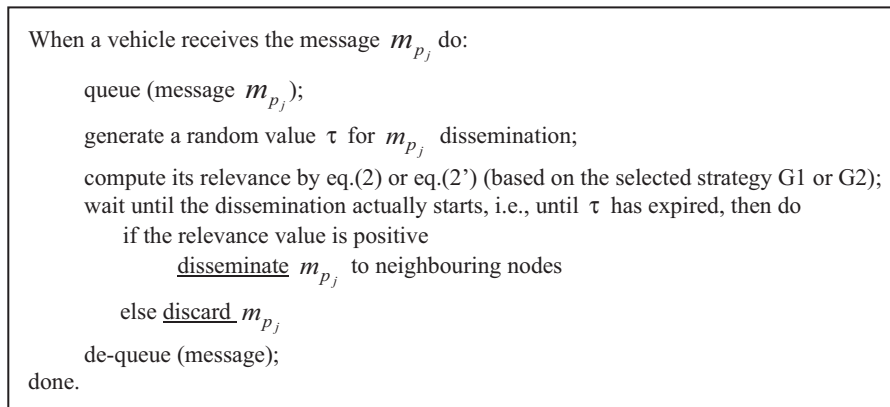 When a vehicle receives the message m_{p_j} do:
queue (message m_{p_j});
generate a random value τ for m_{p_j} dissemination;
compute its relevance by eq.(2) or eq.(2’) (based on the selected strategy G1 or G2);
wait until the dissemination actually starts, i.e., until τ has expired, then do
if the relevance value is positive
disseminate m_{p_j} to neighbouring nodes
else discard m_{p_j}
de-queue (message);
done.